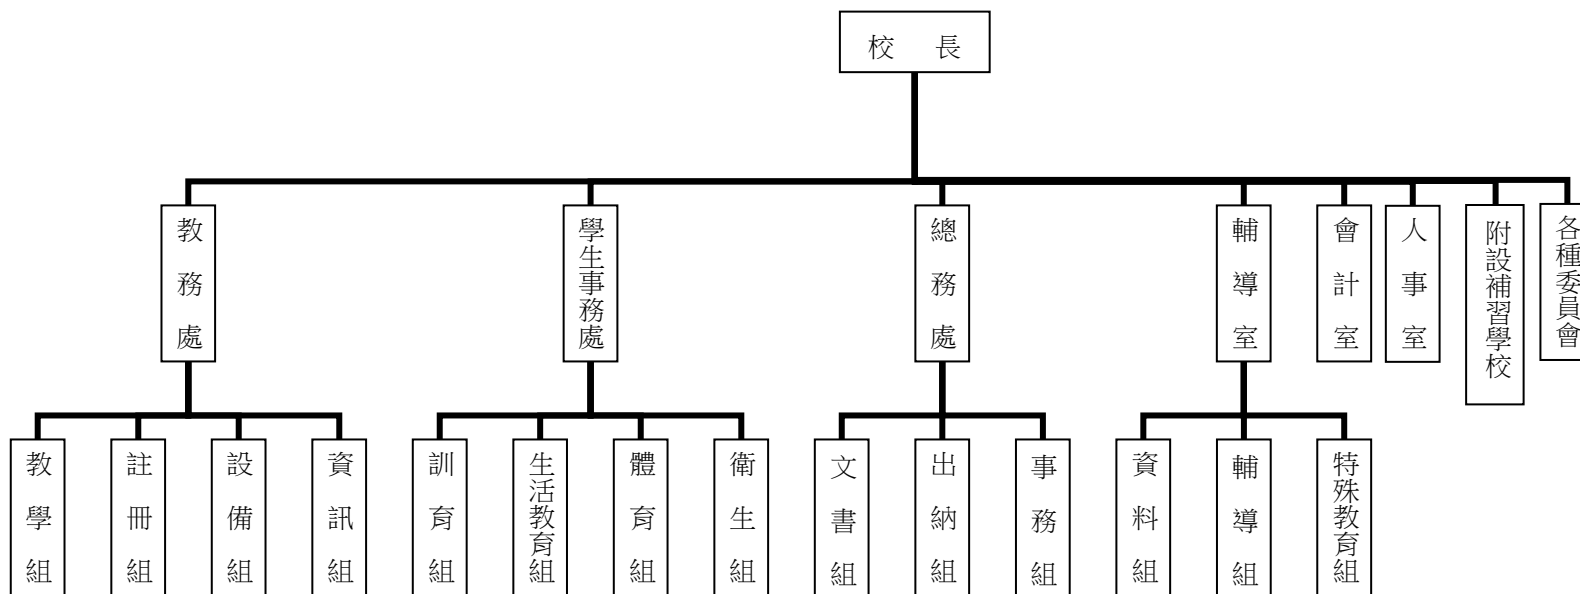 校長
教務處
學生事務處
總務處
輔導室
會計室
人事室
附設補習學校
各種委員會
教學組
註冊組
設備組
資訊組
訓育組
生活教育組
體育組
衛生組
文書組
出納組
事務組
資料組
輔導組
特殊教育組